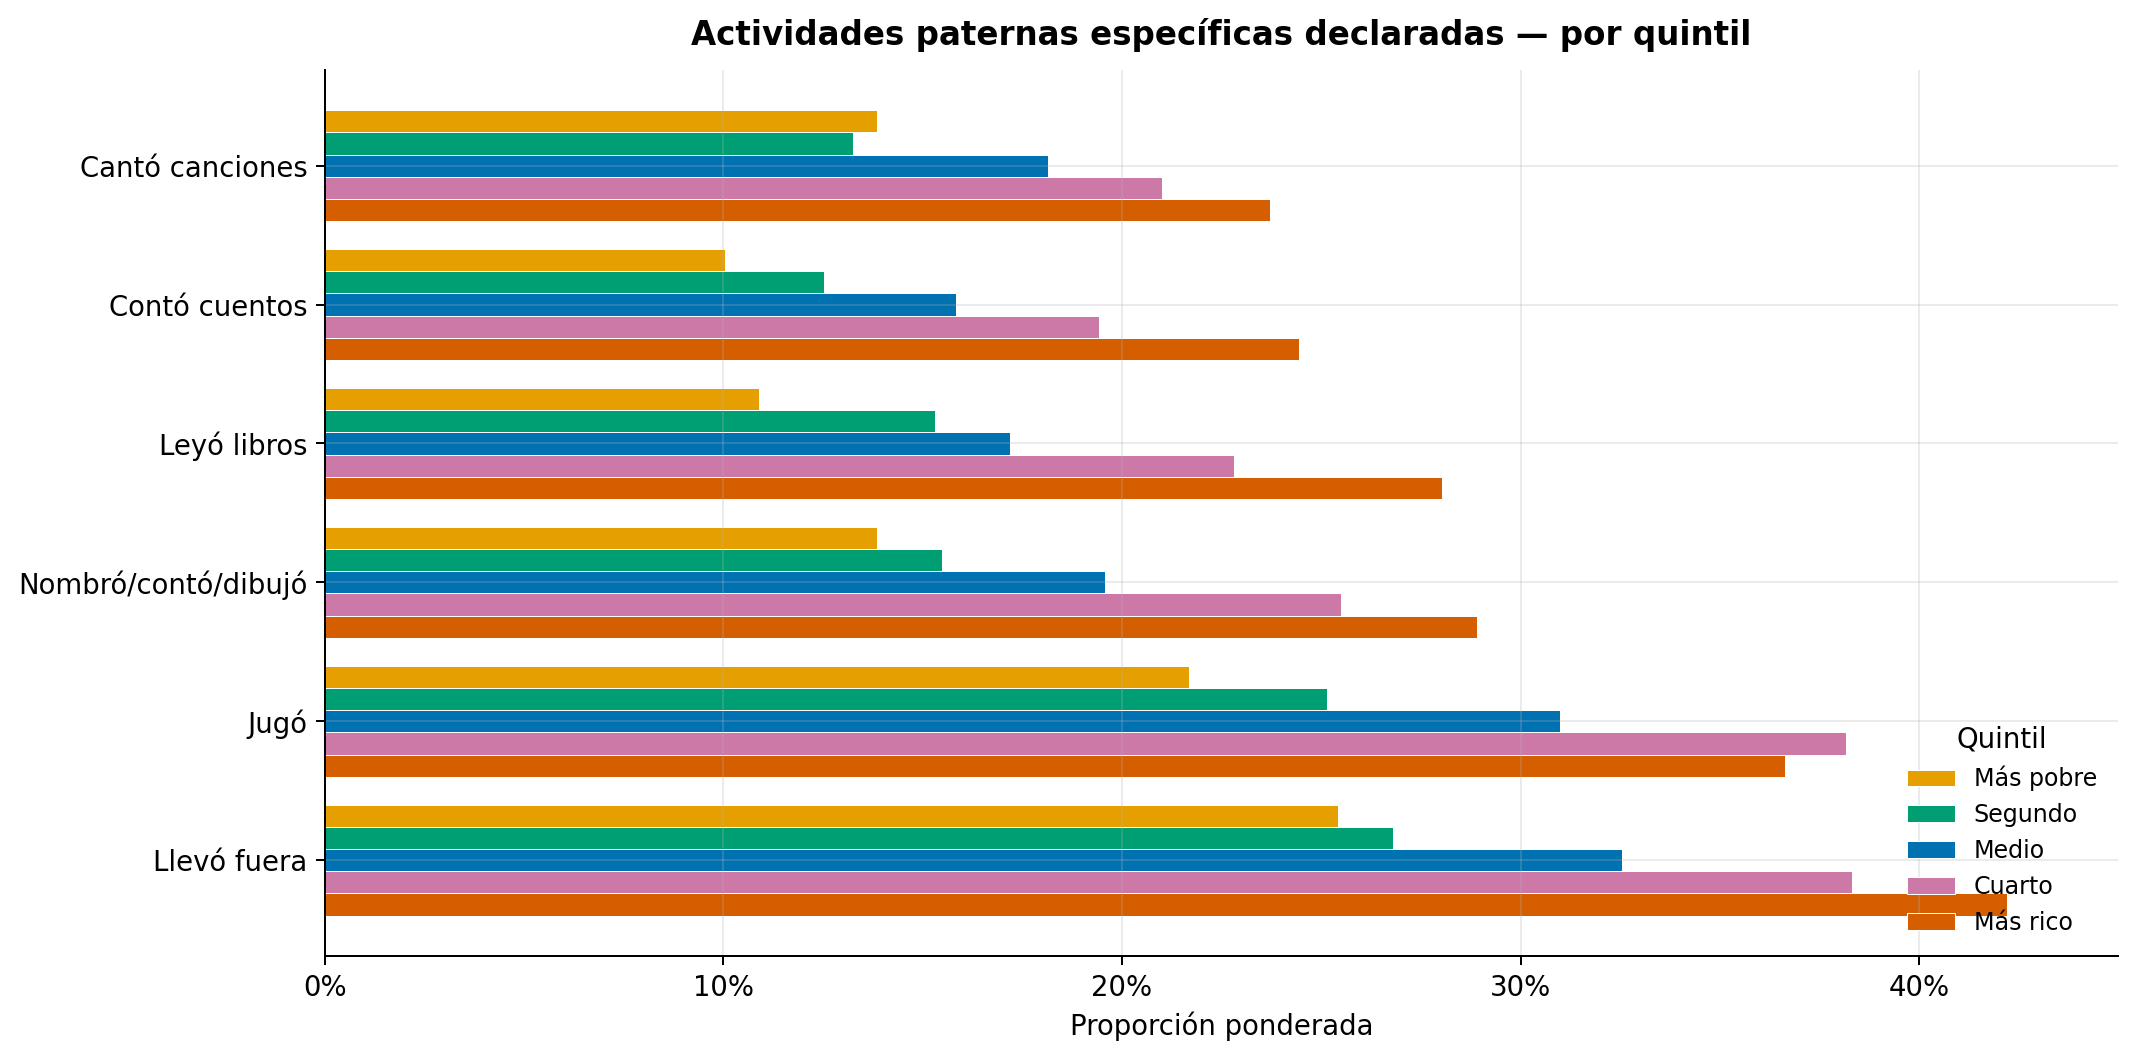 Actividades paternas específicas declaradas — por quintil
Cantó canciones
Contó cuentos
Leyó libros
Nombró/contó/dibujó
Jugó
Llevó fuera
Quintil
Más pobre
Segundo
Medio
Cuarto
Más rico
0% 10% 20% 30% 40%
Proporción ponderada